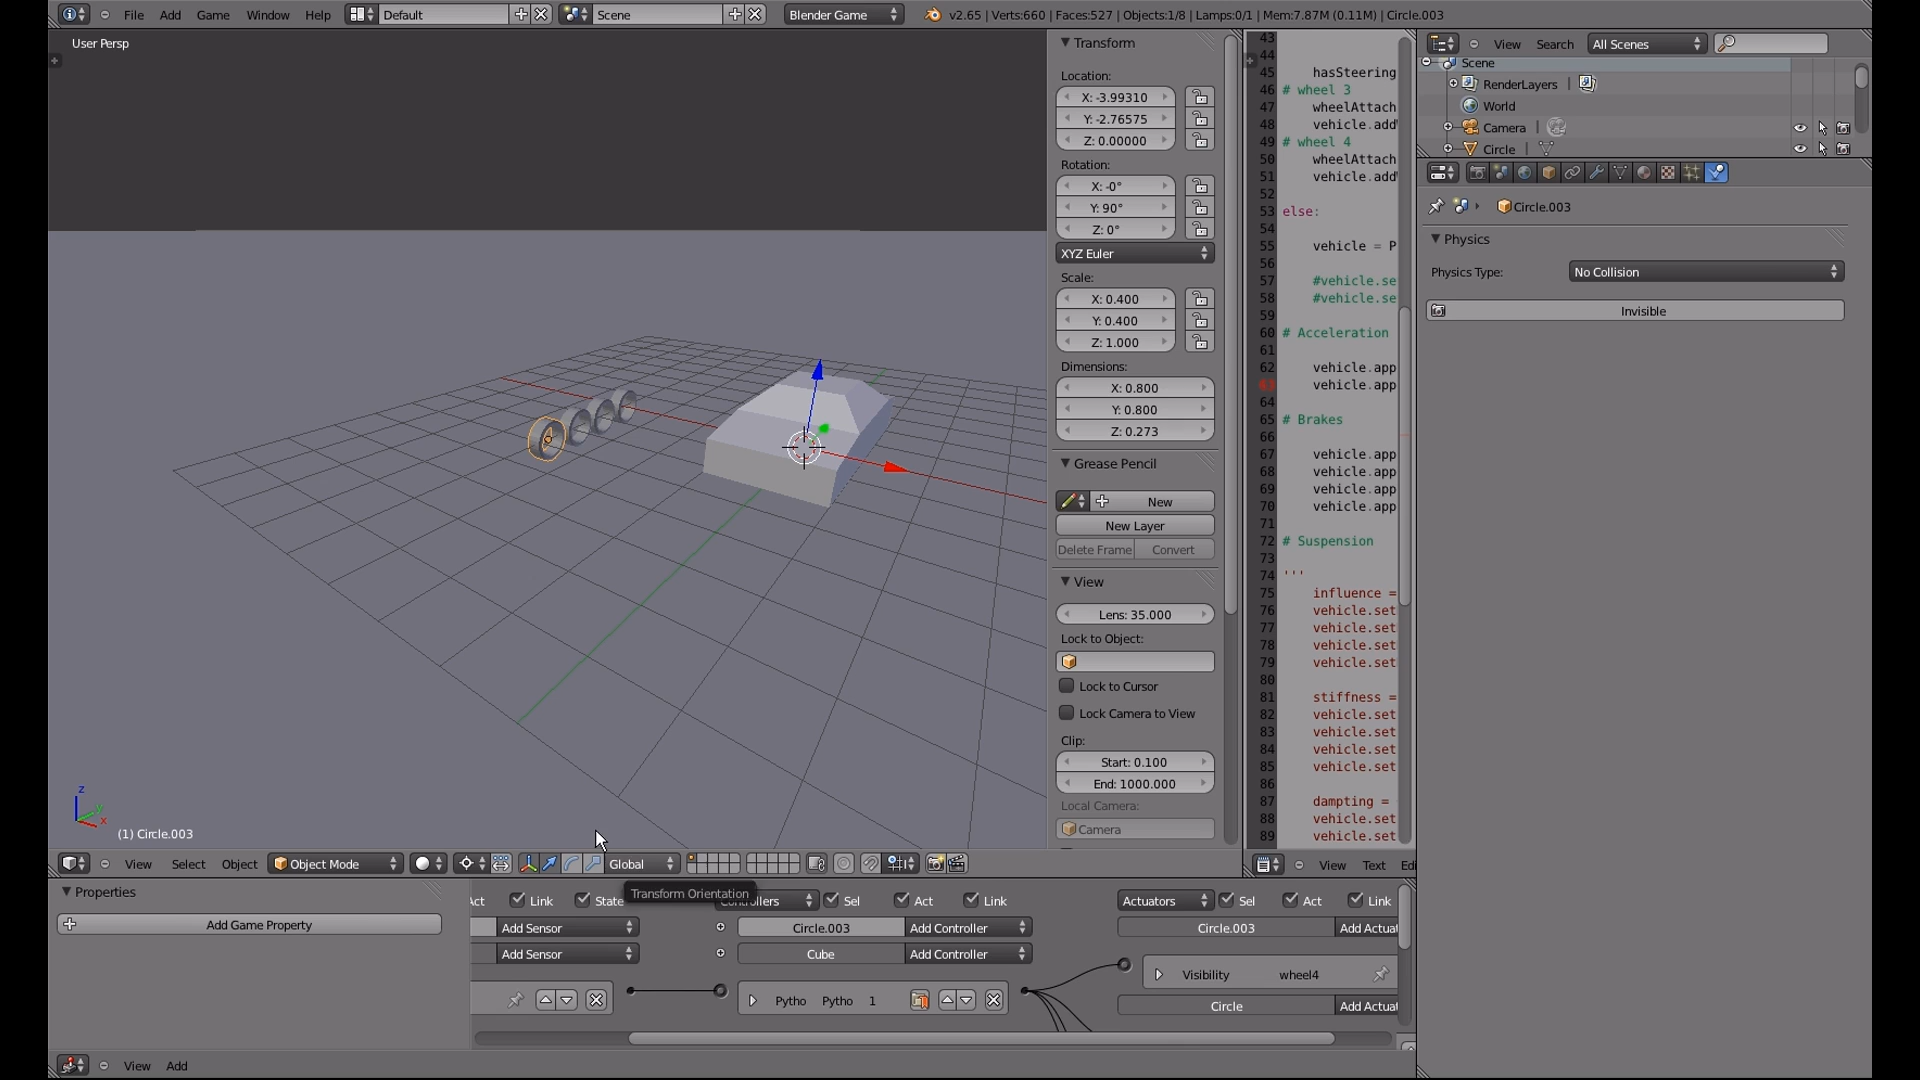 File Add Game Window Help Default Scene Blender Game v2.65 | Verts:660 | Faces:527 | Objects:1/8 | Lamps:0/1 | Mem:7.87M (0.11M) | Circle.003
User Persp
(1) Circle.003
z
y
x
Transform
Location:
X: -3.99310
Y: -2.76575
Z: 0.00000
Rotation:
X: -0°
Y: 90°
Z: 0°
XYZ Euler
Scale:
X: 0.400
Y: 0.400
Z: 1.000
Dimensions:
X: 0.800
Y: 0.800
Z: 0.273
Grease Pencil
New
New Layer
Delete Frame Convert
View
Lens: 35.000
Lock to Object:
Lock to Cursor
Lock Camera to View
Clip:
Start: 0.100
End: 1000.000
Local Camera:
Camera
43
44
45 hasSteering
46 # wheel 3
47 wheelAttach
48 vehicle.addW
49 # wheel 4
50 wheelAttach
51 vehicle.addW
52
53 else:
54
55 vehicle = P
56
57 #vehicle.se
58 #vehicle.se
59
60 # Acceleration
61
62 vehicle.app
63 vehicle.app
64
65 # Brakes
66
67 vehicle.app
68 vehicle.app
69 vehicle.app
70 vehicle.app
71
72 # Suspension
73
74 '''
75 influence =
76 vehicle.set
77 vehicle.set
78 vehicle.set
79 vehicle.set
80
81 stiffness =
82 vehicle.set
83 vehicle.set
84 vehicle.set
85 vehicle.set
86
87 dampting =
88 vehicle.set
89 vehicle.set
View Search All Scenes
Scene
RenderLayers |
World
Camera |
Circle |
Circle.003
Physics
Physics Type: No Collision
Invisible
View Select Object Object Mode Global
View Text Edi
Transform Orientation
Properties
Add Game Property
Act Link State
Sel Act Link
Actuators Sel Act Link
Add Sensor
Circle.003 Add Controller
Circle.003 Add Actuat
Add Sensor
Cube Add Controller
Visibility wheel4
Pytho Pytho 1
Circle Add Actuat
View Add